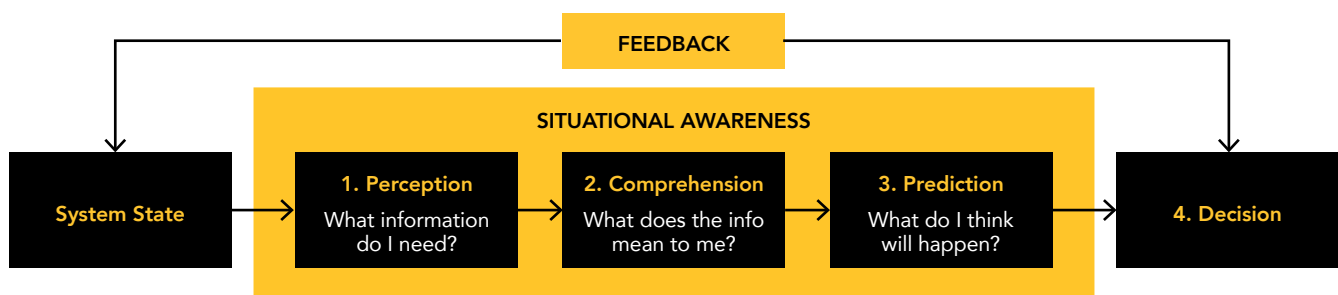 FEEDBACK
SITUATIONAL AWARENESS
System State
1. Perception
What information
do I need?
2. Comprehension
What does the info
mean to me?
3. Prediction
What do I think
will happen?
4. Decision